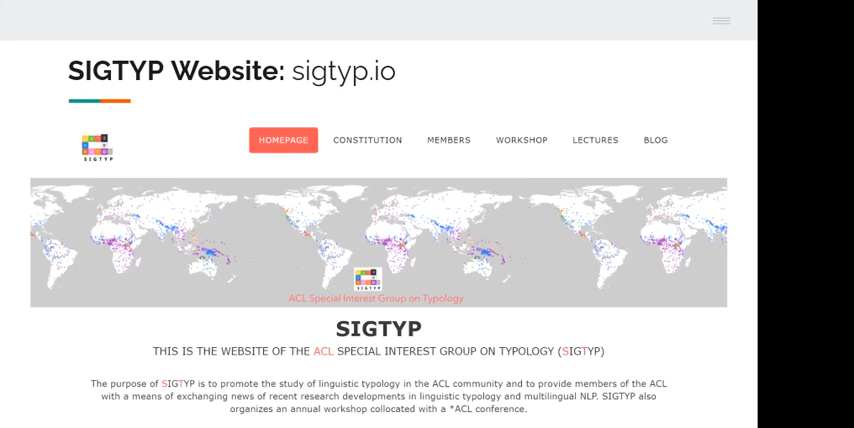 SIGTYP Website: sigtyp.io
SIGTYP
HOMEPAGE CONSTITUTION MEMBERS WORKSHOP LECTURES BLOG
SIGTYP
ACL Special Interest Group on Typology
SIGTYP
THIS IS THE WEBSITE OF THE ACL SPECIAL INTEREST GROUP ON TYPOLOGY (SIGTYP)
The purpose of SIGTYP is to promote the study of linguistic typology in the ACL community and to provide members of the ACL
with a means of exchanging news of recent research developments in linguistic typology and multilingual NLP. SIGTYP also
organizes an annual workshop collocated with a *ACL conference.